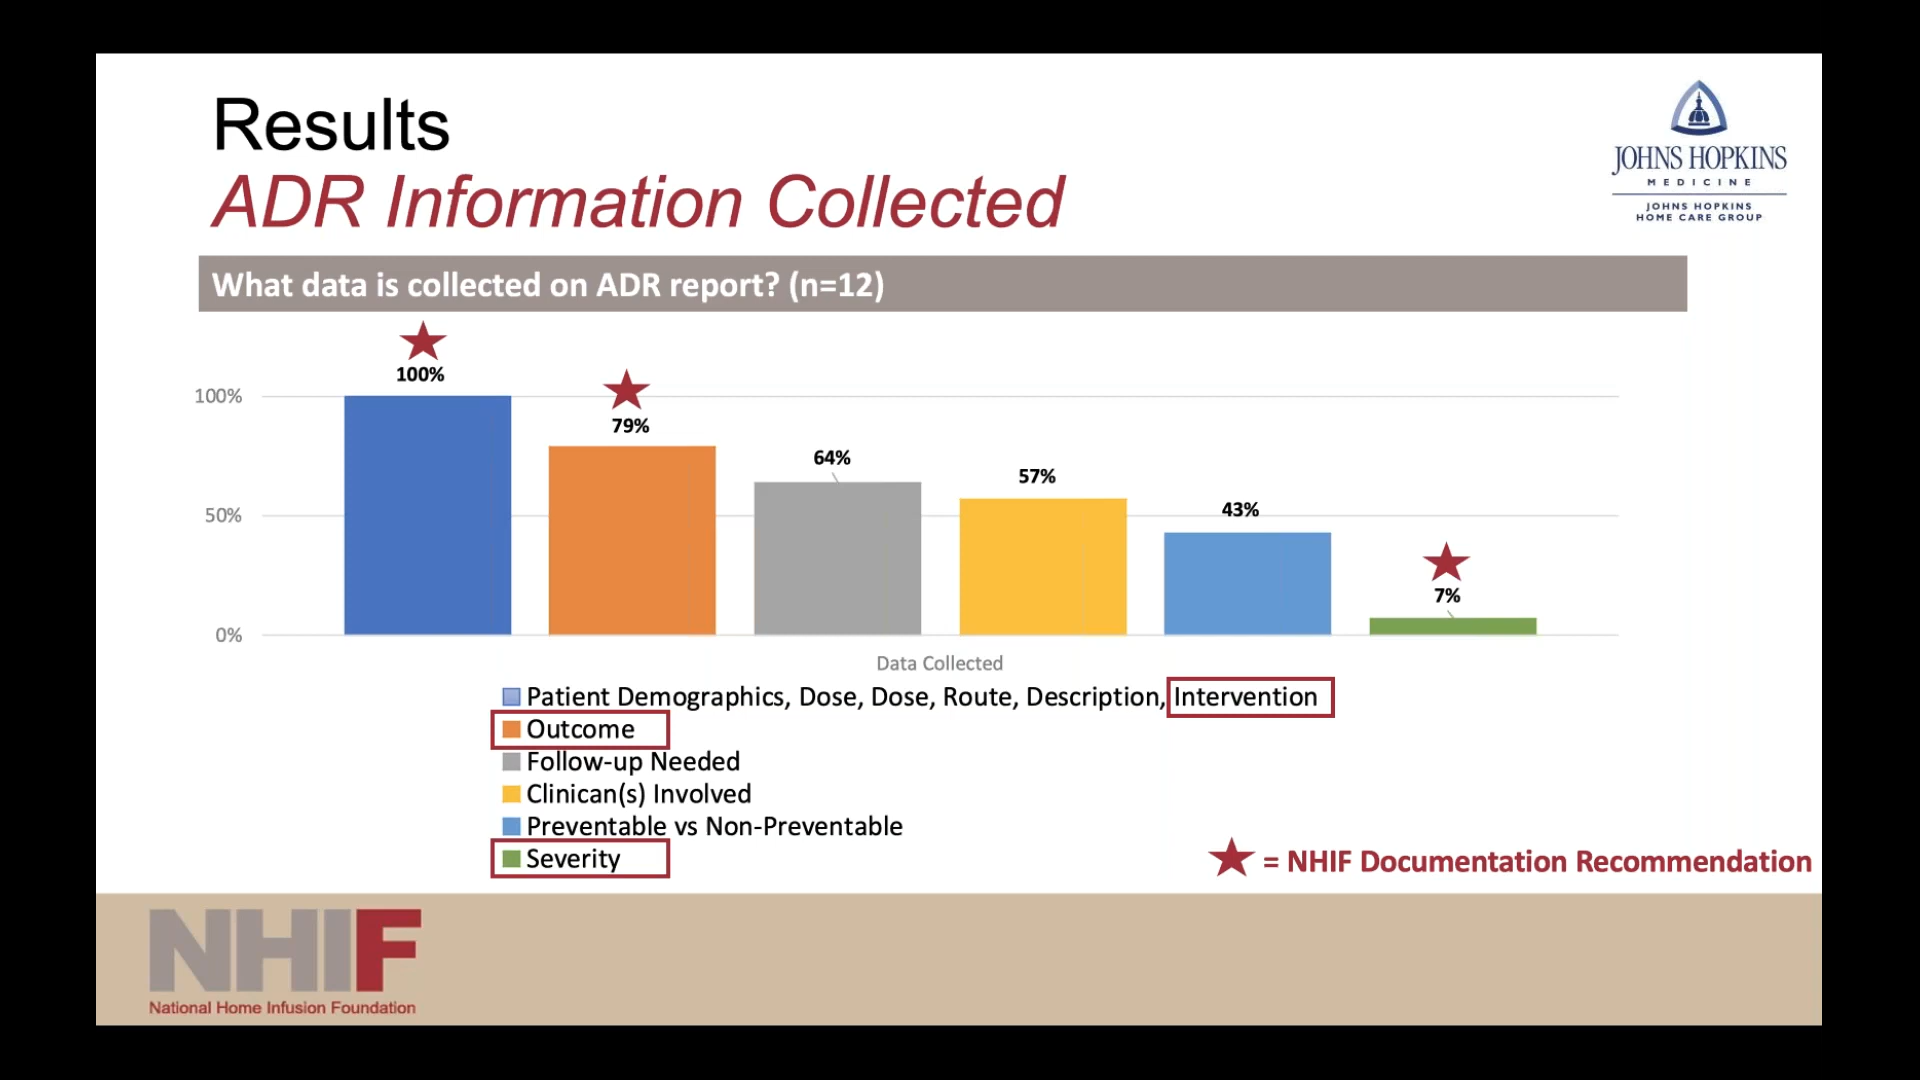 Results
ADR Information Collected
JOHNS HOPKINS
MEDICINE
JOHNS HOPKINS
HOME CARE GROUP
What data is collected on ADR report? (n=12)
100%
79%
64%
57%
43%
7%
100%
50%
0%
Data Collected
Patient Demographics, Dose, Dose, Route, Description, Intervention
Outcome
Follow-up Needed
Clinican(s) Involved
Preventable vs Non-Preventable
Severity
= NHIF Documentation Recommendation
NHIF
National Home Infusion Foundation